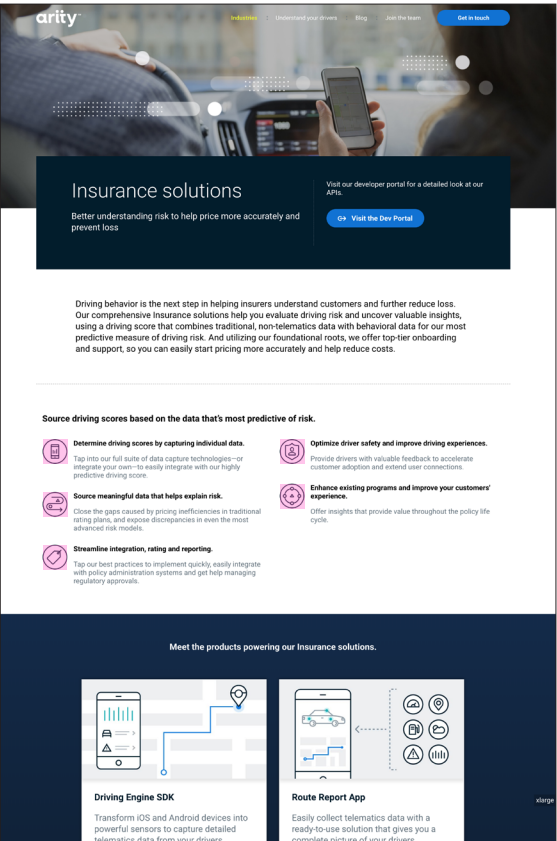 arity
Industries
Understand your drivers
Blog
Join the team
Get in touch
Insurance solutions
Better understanding risk to help price more accurately and
prevent loss
Visit our developer portal for a detailed look at our
APIs.
Visit the Dev Portal
Driving behavior is the next step in helping insurers understand customers and further reduce loss.
Our comprehensive Insurance solutions help you evaluate driving risk and uncover valuable insights,
using a driving score that combines traditional, non-telematics data with behavioral data for our most
predictive measure of driving risk. And utilizing our foundational roots, we offer top-tier onboarding
and support, so you can easily start pricing more accurately and help reduce costs.
Source driving scores based on the data that's most predictive of risk.
Determine driving scores by capturing individual data.
Tap into our full suite of data capture technologies—or
integrate your own—to easily integrate with our highly
predictive driving score.
Source meaningful data that helps explain risk.
Close the gaps caused by pricing inefficiencies in traditional
rating plans, and expose discrepancies in even the most
advanced risk models.
Streamline integration, rating and reporting.
Tap our best practices to implement quickly, easily integrate
with policy administration systems and get help managing
regulatory approvals.
Optimize driver safety and improve driving experiences.
Provide drivers with valuable feedback to accelerate
customer adoption and extend user connections.
Enhance existing programs and improve your customers'
experience.
Offer insights that provide value throughout the policy life
cycle.
Meet the products powering our Insurance solutions.
Driving Engine SDK
Transform iOS and Android devices into
powerful sensors to capture detailed
telematics data from your drivers
Route Report App
Easily collect telematics data with a
ready-to-use solution that gives you a
complete picture of your drivers
xlarge